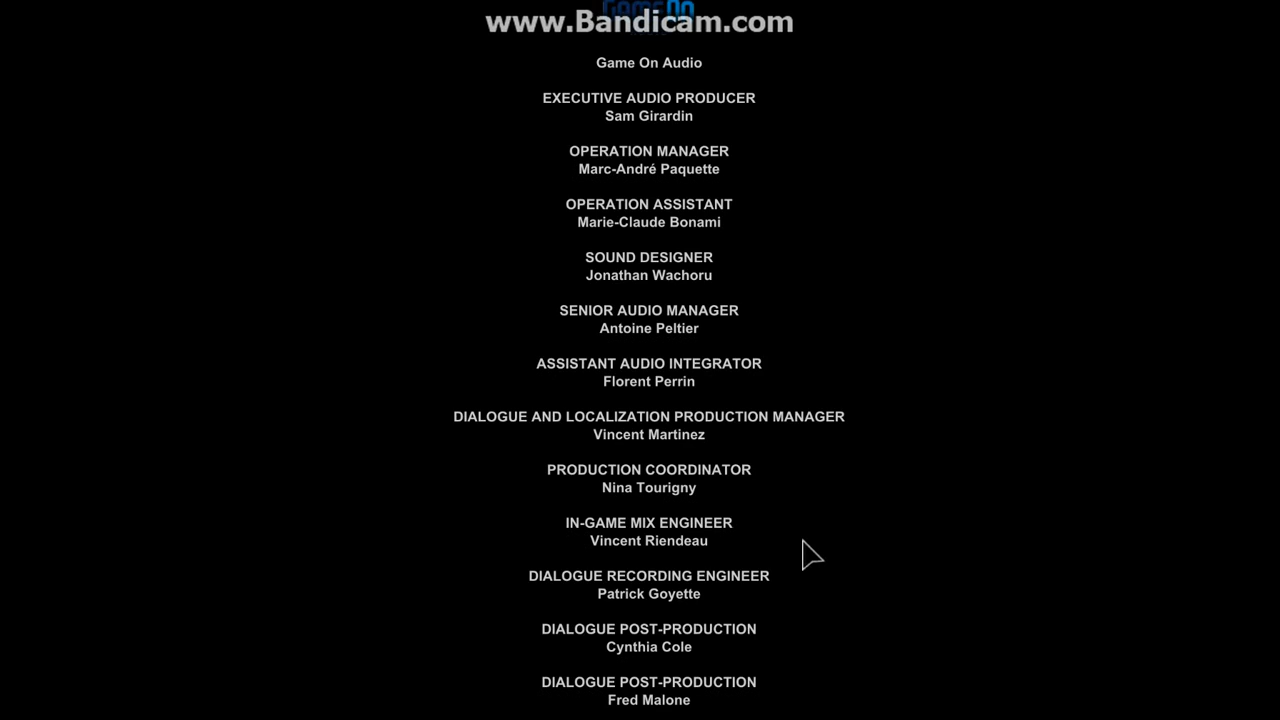 GAMEON
www.Bandicam.com
Game On Audio
EXECUTIVE AUDIO PRODUCER
Sam Girardin
OPERATION MANAGER
Marc-André Paquette
OPERATION ASSISTANT
Marie-Claude Bonami
SOUND DESIGNER
Jonathan Wachoru
SENIOR AUDIO MANAGER
Antoine Peltier
ASSISTANT AUDIO INTEGRATOR
Florent Perrin
DIALOGUE AND LOCALIZATION PRODUCTION MANAGER
Vincent Martinez
PRODUCTION COORDINATOR
Nina Tourigny
IN-GAME MIX ENGINEER
Vincent Riendeau
DIALOGUE RECORDING ENGINEER
Patrick Goyette
DIALOGUE POST-PRODUCTION
Cynthia Cole
DIALOGUE POST-PRODUCTION
Fred Malone